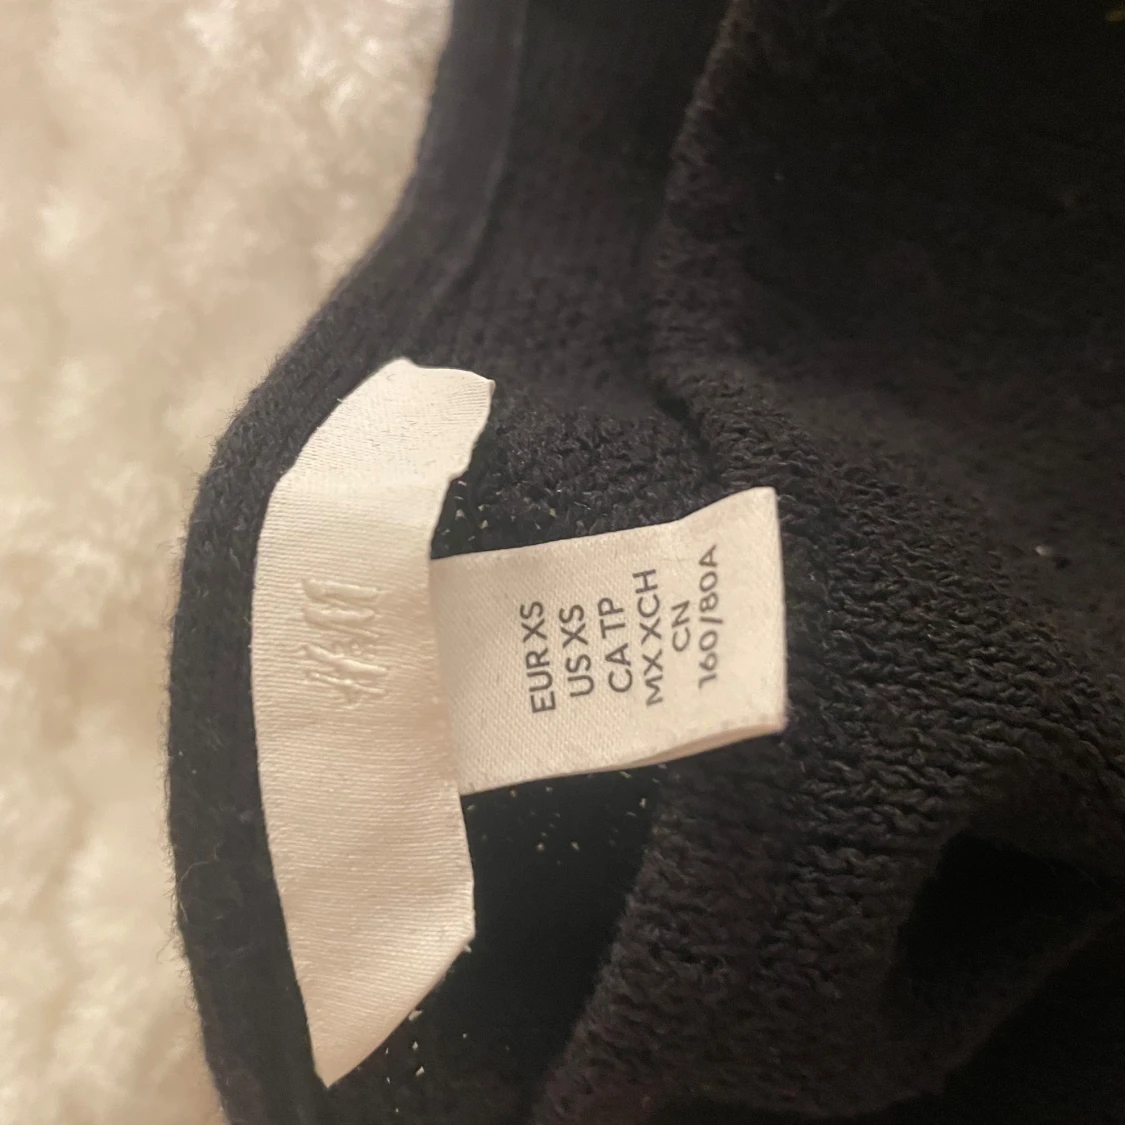 H&M
EUR XS
US XS
CA TP
MX XCH
CN
160/80A